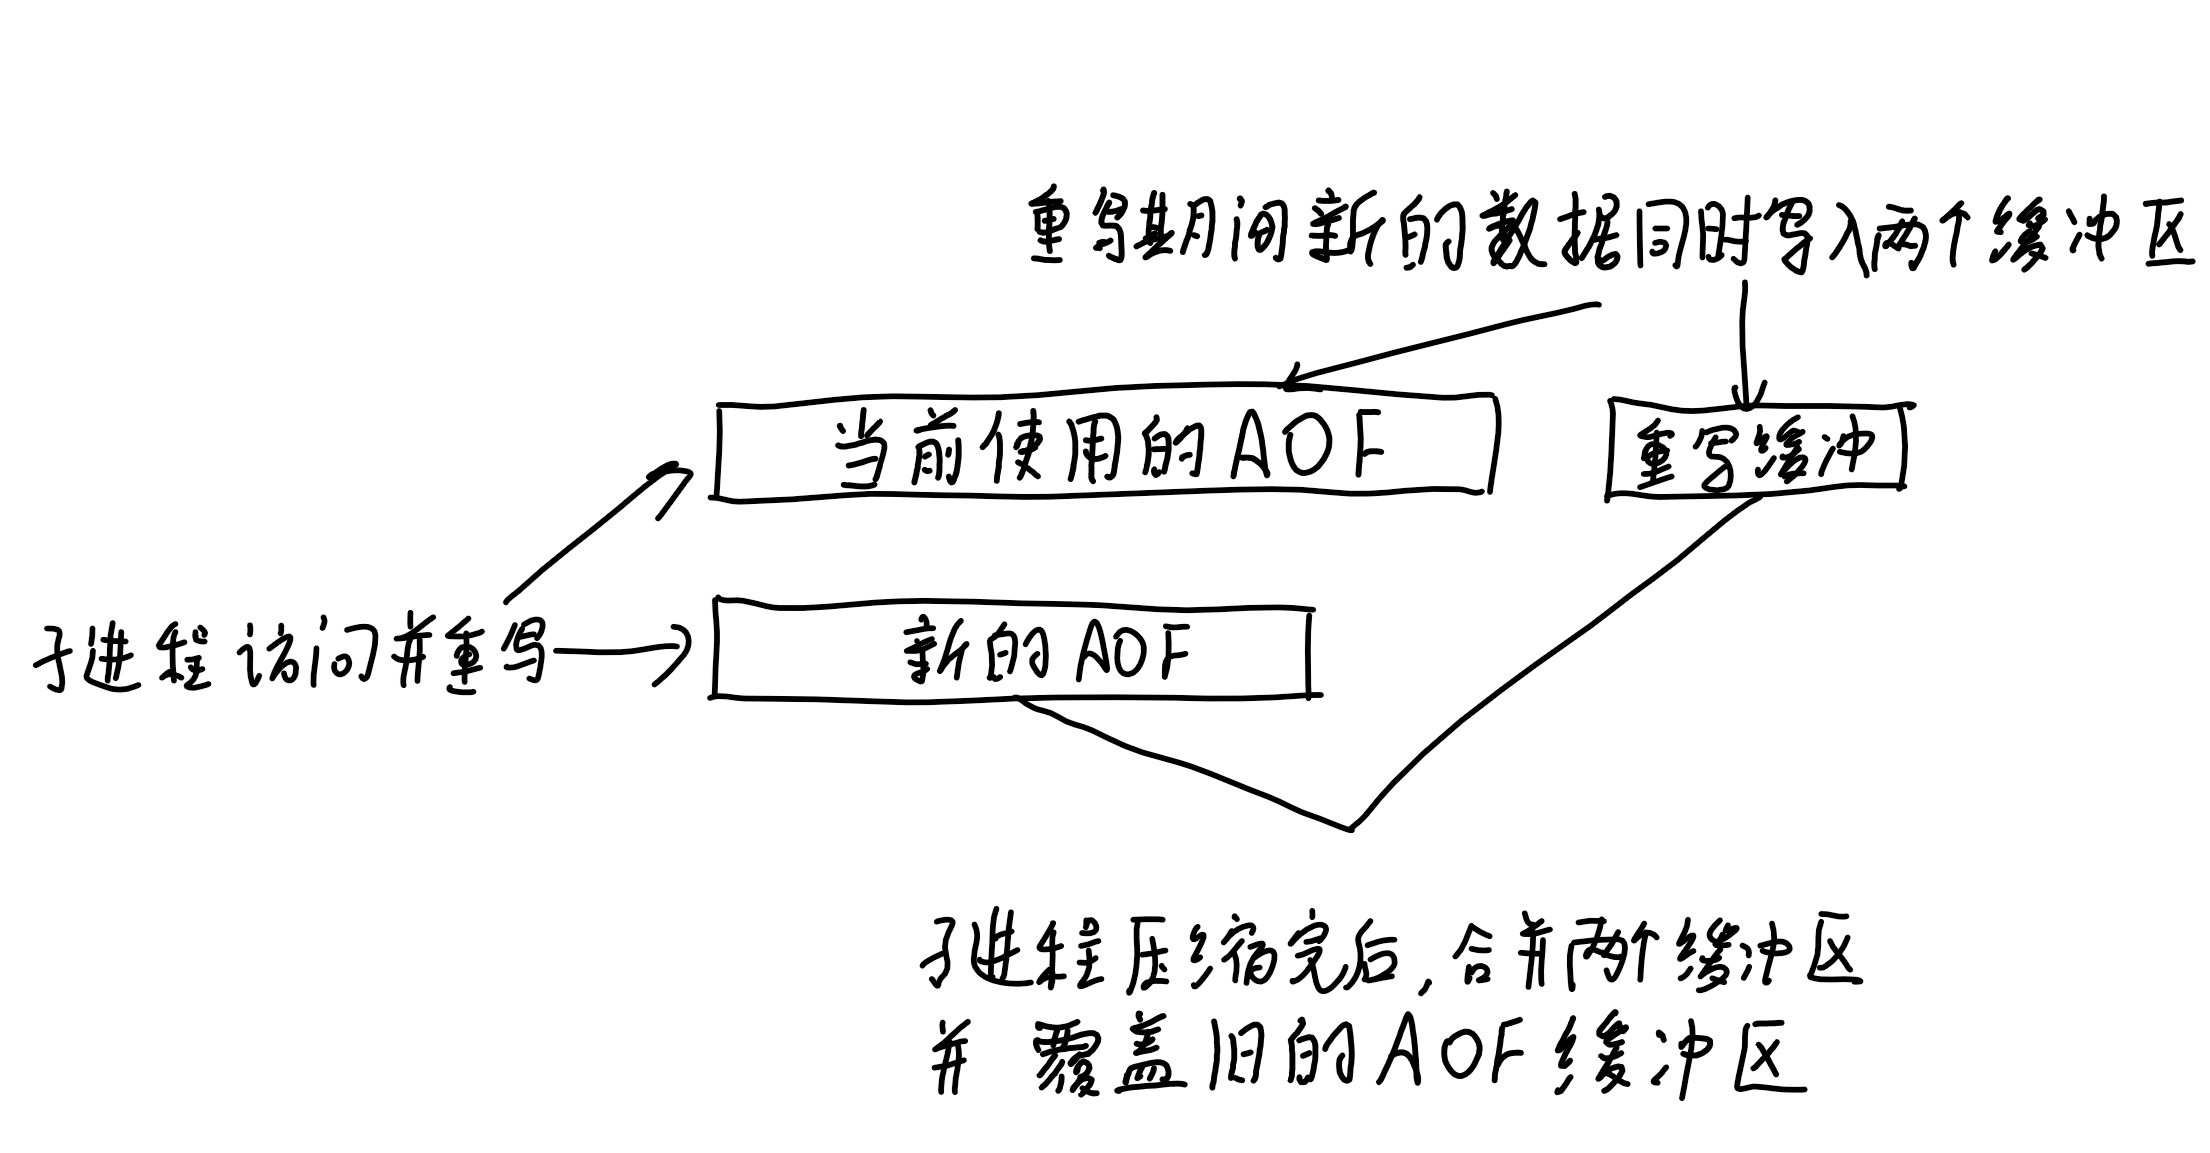 重写期间新的数据同时写入两个缓冲区
当前使用的AOF
重写缓冲
子进程访问并重写
新的AOF
子进程压缩完后,合并两个缓冲区
并覆盖旧的AOF缓冲区